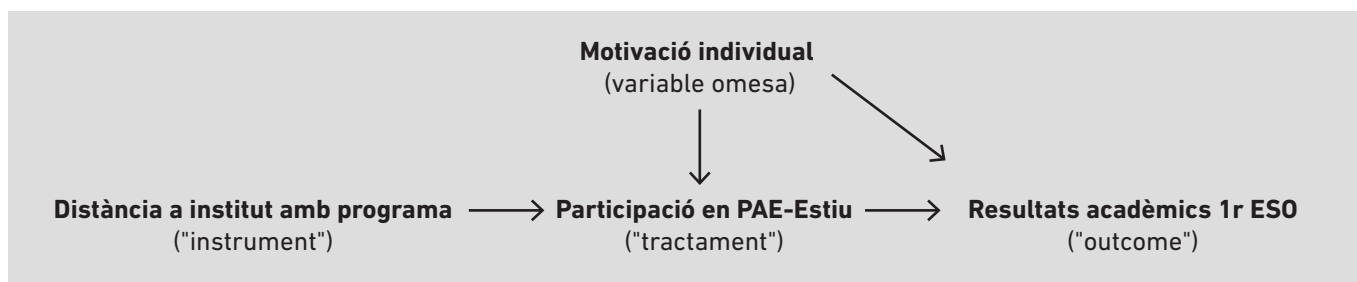 Motivació individual
(variable omesa)
Distància a institut amb programa
("instrument")
Participació en PAE-Estiu
("tractament")
Resultats acadèmics 1r ESO
("outcome")